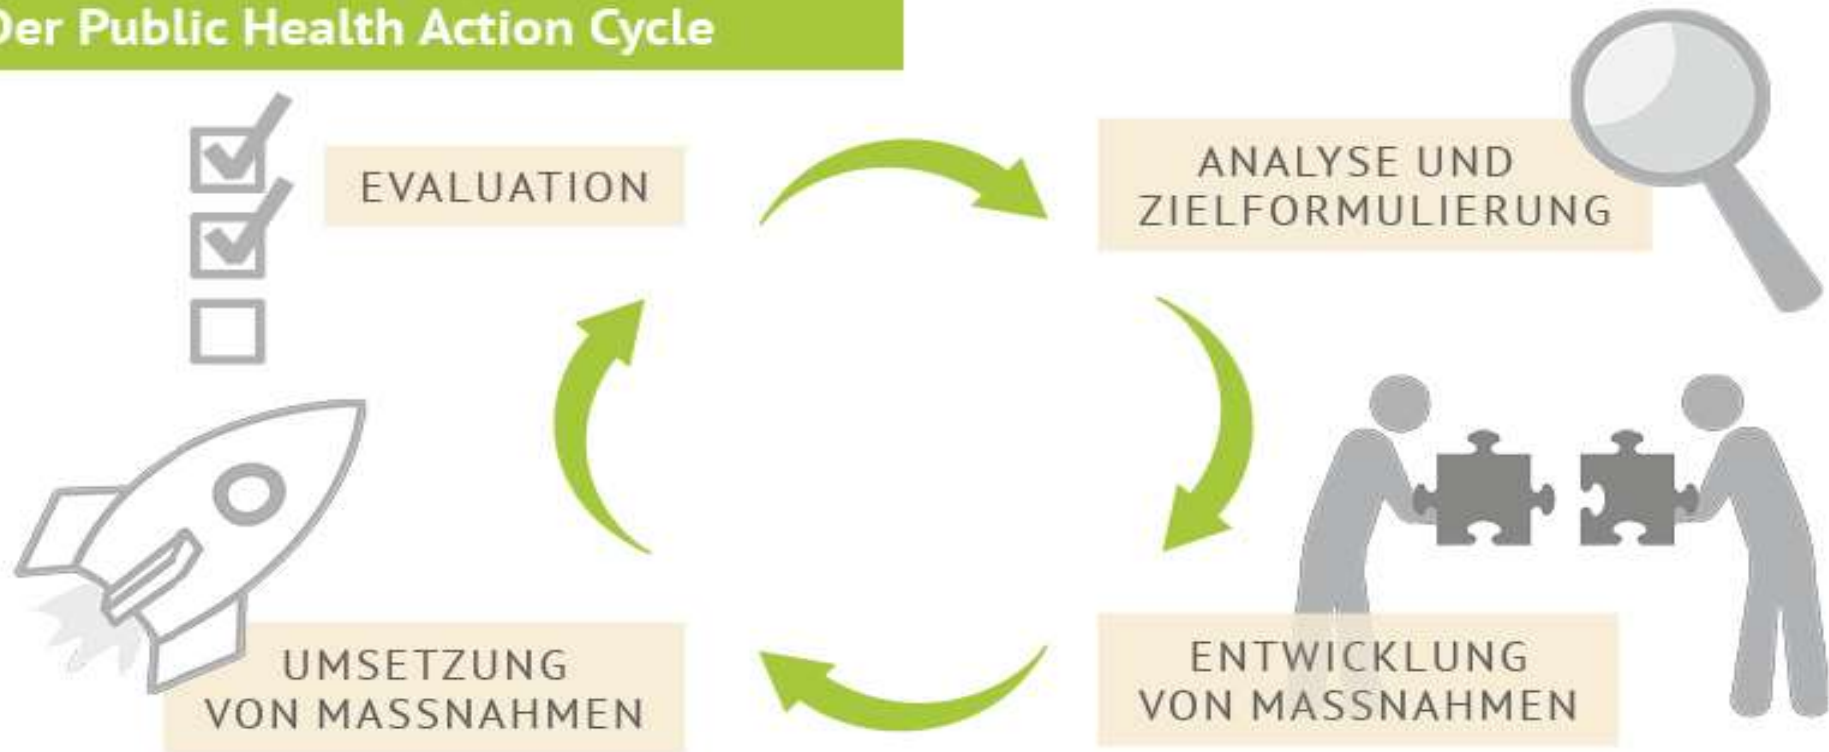 Der Public Health Action Cycle
EVALUATION
ANALYSE UND
ZIELFORMULIERUNG
UMSETZUNG
VON MASSNAHMEN
ENTWICKLUNG
VON MASSNAHMEN